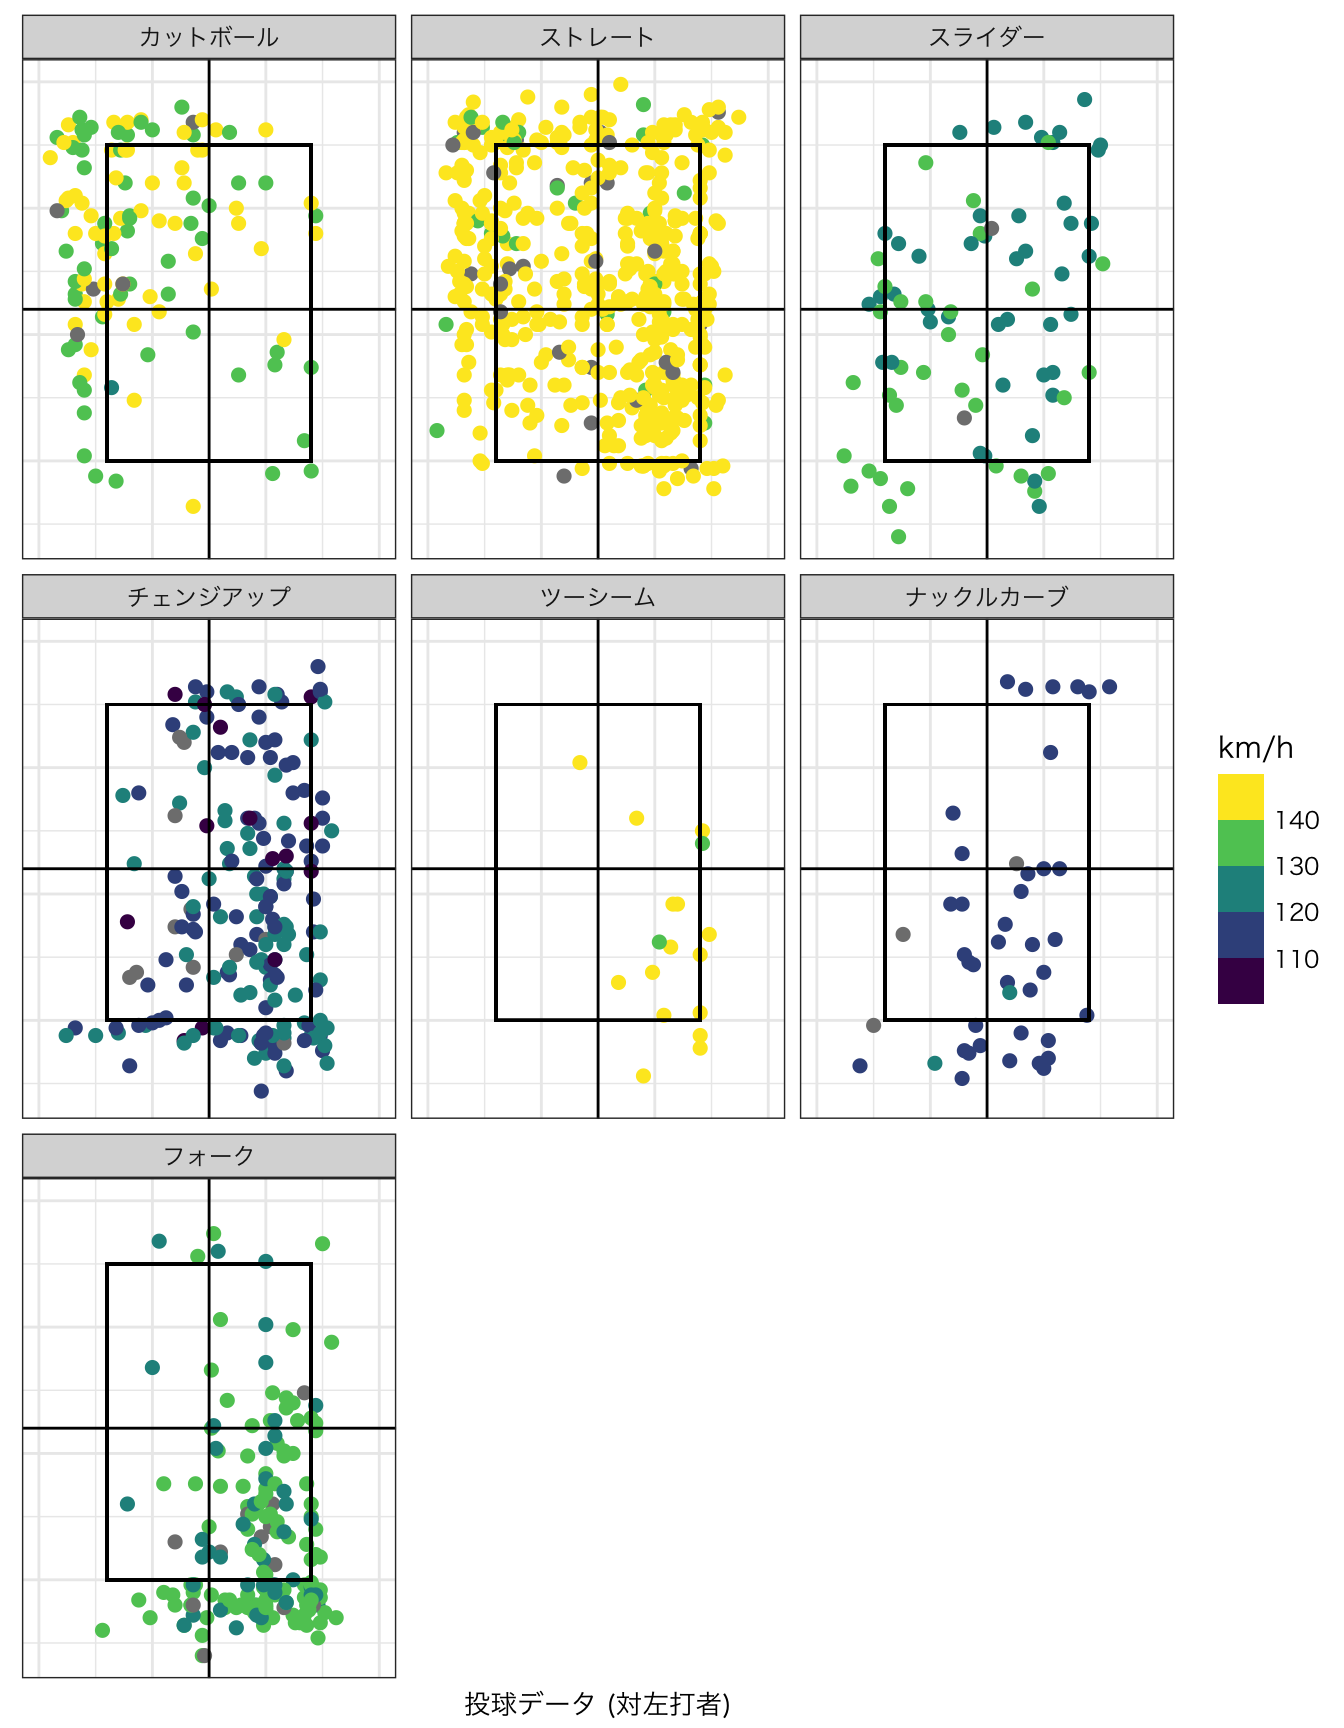 カットボール
ストレート
スライダー
チェンジアップ
ツーシーム
ナックルカーブ
km/h
140
130
120
110
フォーク
投球データ (対左打者)